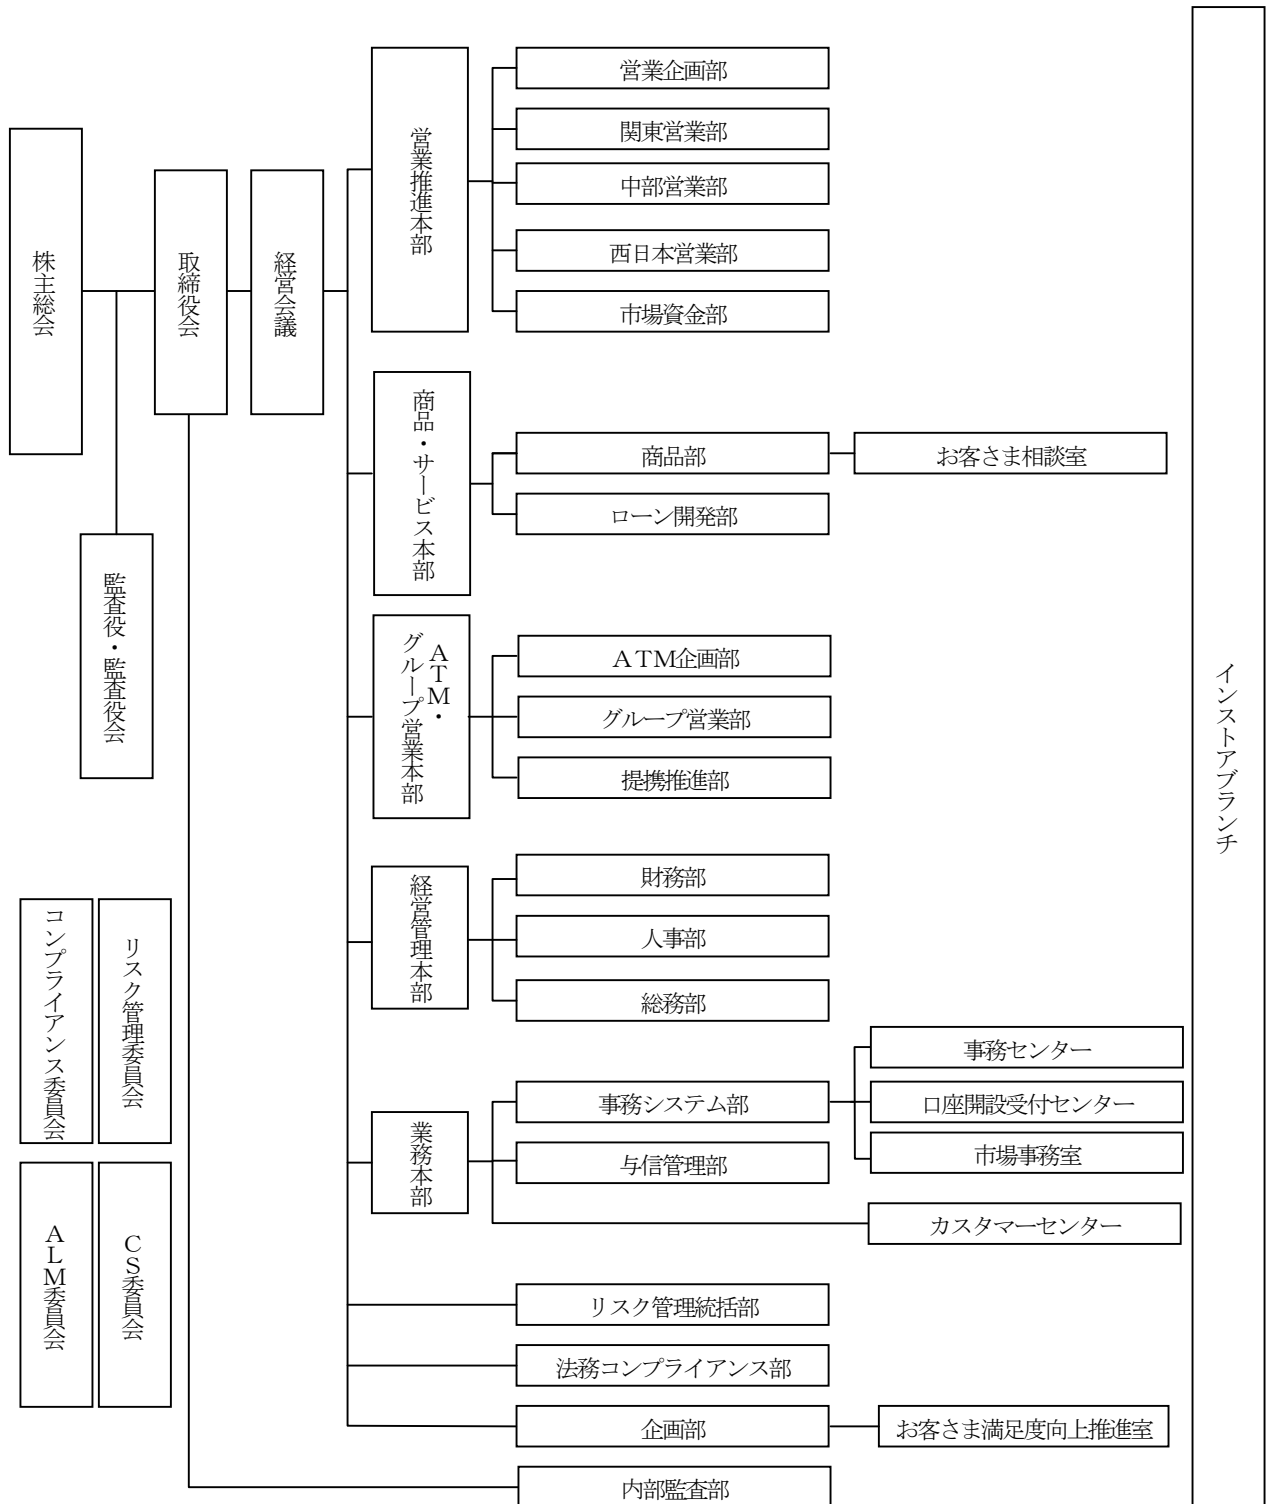 株主総会
監査役・監査役会
取締役会
経営会議
営業推進本部
営業企画部
関東営業部
中部営業部
西日本営業部
市場資金部
商品・サービス本部
商品部
お客さま相談室
ローン開発部
ATM・
グループ営業本部
ATM企画部
グループ営業部
提携推進部
経営管理本部
財務部
人事部
総務部
業務本部
事務システム部
事務センター
口座開設受付センター
市場事務室
与信管理部
カスタマーセンター
リスク管理統括部
法務コンプライアンス部
企画部
お客さま満足度向上推進室
内部監査部
リスク管理委員会
コンプライアンス委員会
CS委員会
ALM委員会
インストアブランチ